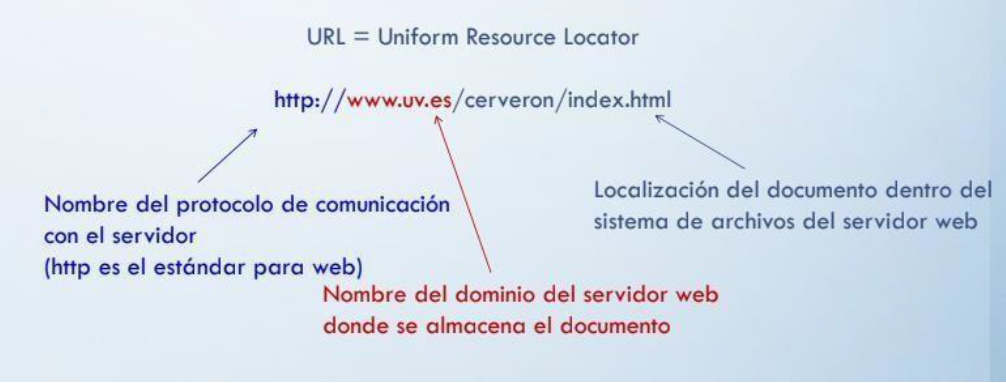 URL = Uniform Resource Locator
http://www.uv.es/cerveron/index.html
Nombre del protocolo de comunicación
con el servidor
(http es el estándar para web)
Localización del documento dentro del
sistema de archivos del servidor web
Nombre del dominio del servidor web
donde se almacena el documento